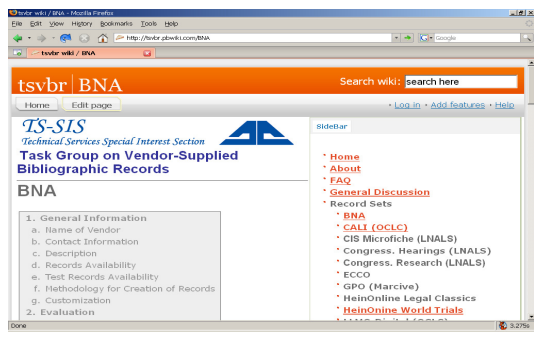 tsvbr wiki / BNA - Mozilla Firefox
File Edit View History Bookmarks Tools Help
http://tsvbr.pbwiki.com/BNA
Google
tsvbr wiki / BNA
tsvbr BNA
Search wiki: search here
Home Edit page
Log in • Add features • Help
TS-SIS
Technical Services Special Interest Section
Task Group on Vendor-Supplied
Bibliographic Records
BNA
1. General Information
a. Name of Vendor
b. Contact Information
c. Description
d. Records Availability
e. Test Records Availability
f. Methodology for Creation of Records
g. Customization
2. Evaluation
SideBar
Home
About
FAQ
General Discussion
Record Sets
BNA
CALI (OCLC)
CIS Microfiche (LNALS)
Congress. Hearings (LNALS)
Congress. Research (LNALS)
ECCO
GPO (Marcive)
HeinOnline Legal Classics
HeinOnine World Trials
Done
3.275s